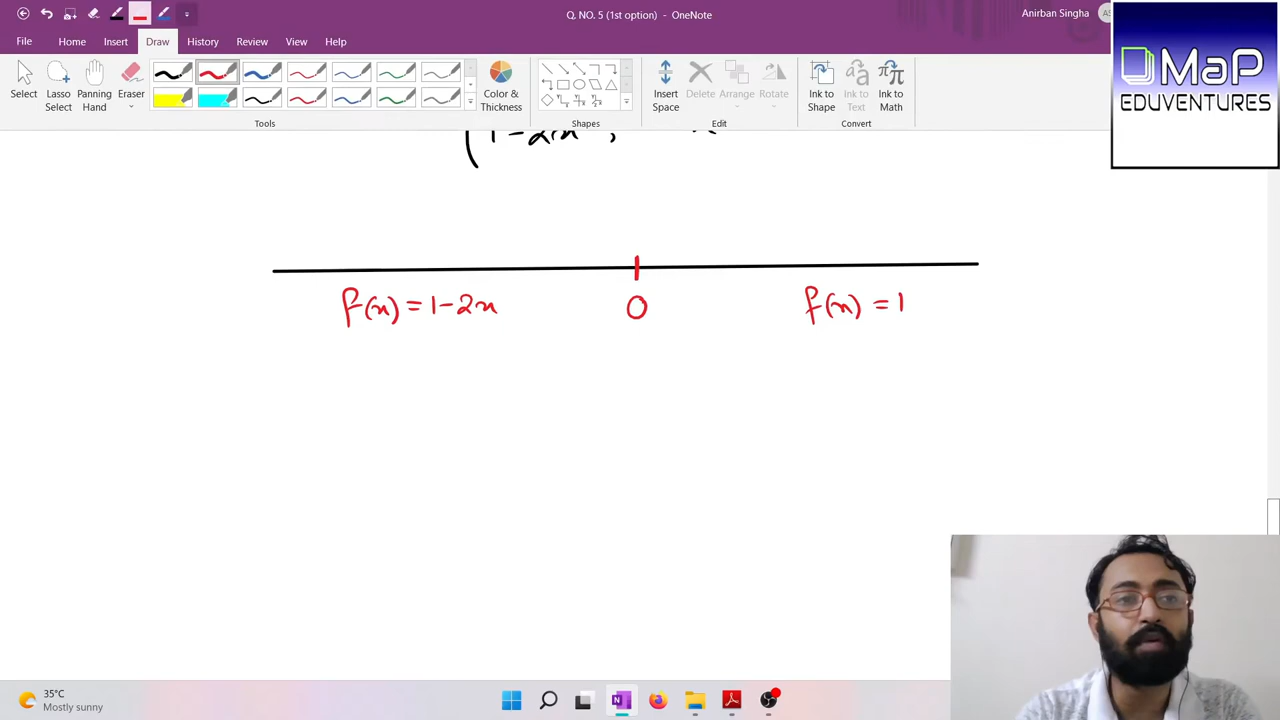 Q. NO. 5 (1st option) - OneNote
Anirban Singha
File Home Insert Draw History Review View Help
Select
Lasso Select
Panning Hand
Eraser
Color & Thickness
Insert Space
Delete
Arrange
Rotate
Ink to Shape
Ink to Text
Ink to Math
Tools
Shapes
Edit
Convert
MaP
EDUVENTURES
1-2x ,
f(x) = 1-2x
0
f(x) = 1
35°C
Mostly sunny